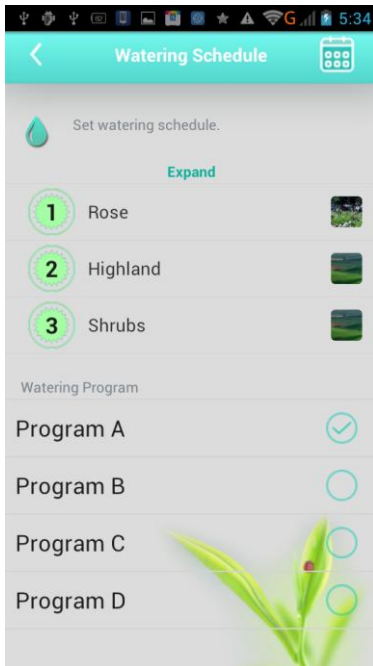 G 5:34
Watering Schedule
Set watering schedule.
Expand
1 Rose
2 Highland
3 Shrubs
Watering Program
Program A
Program B
Program C
Program D